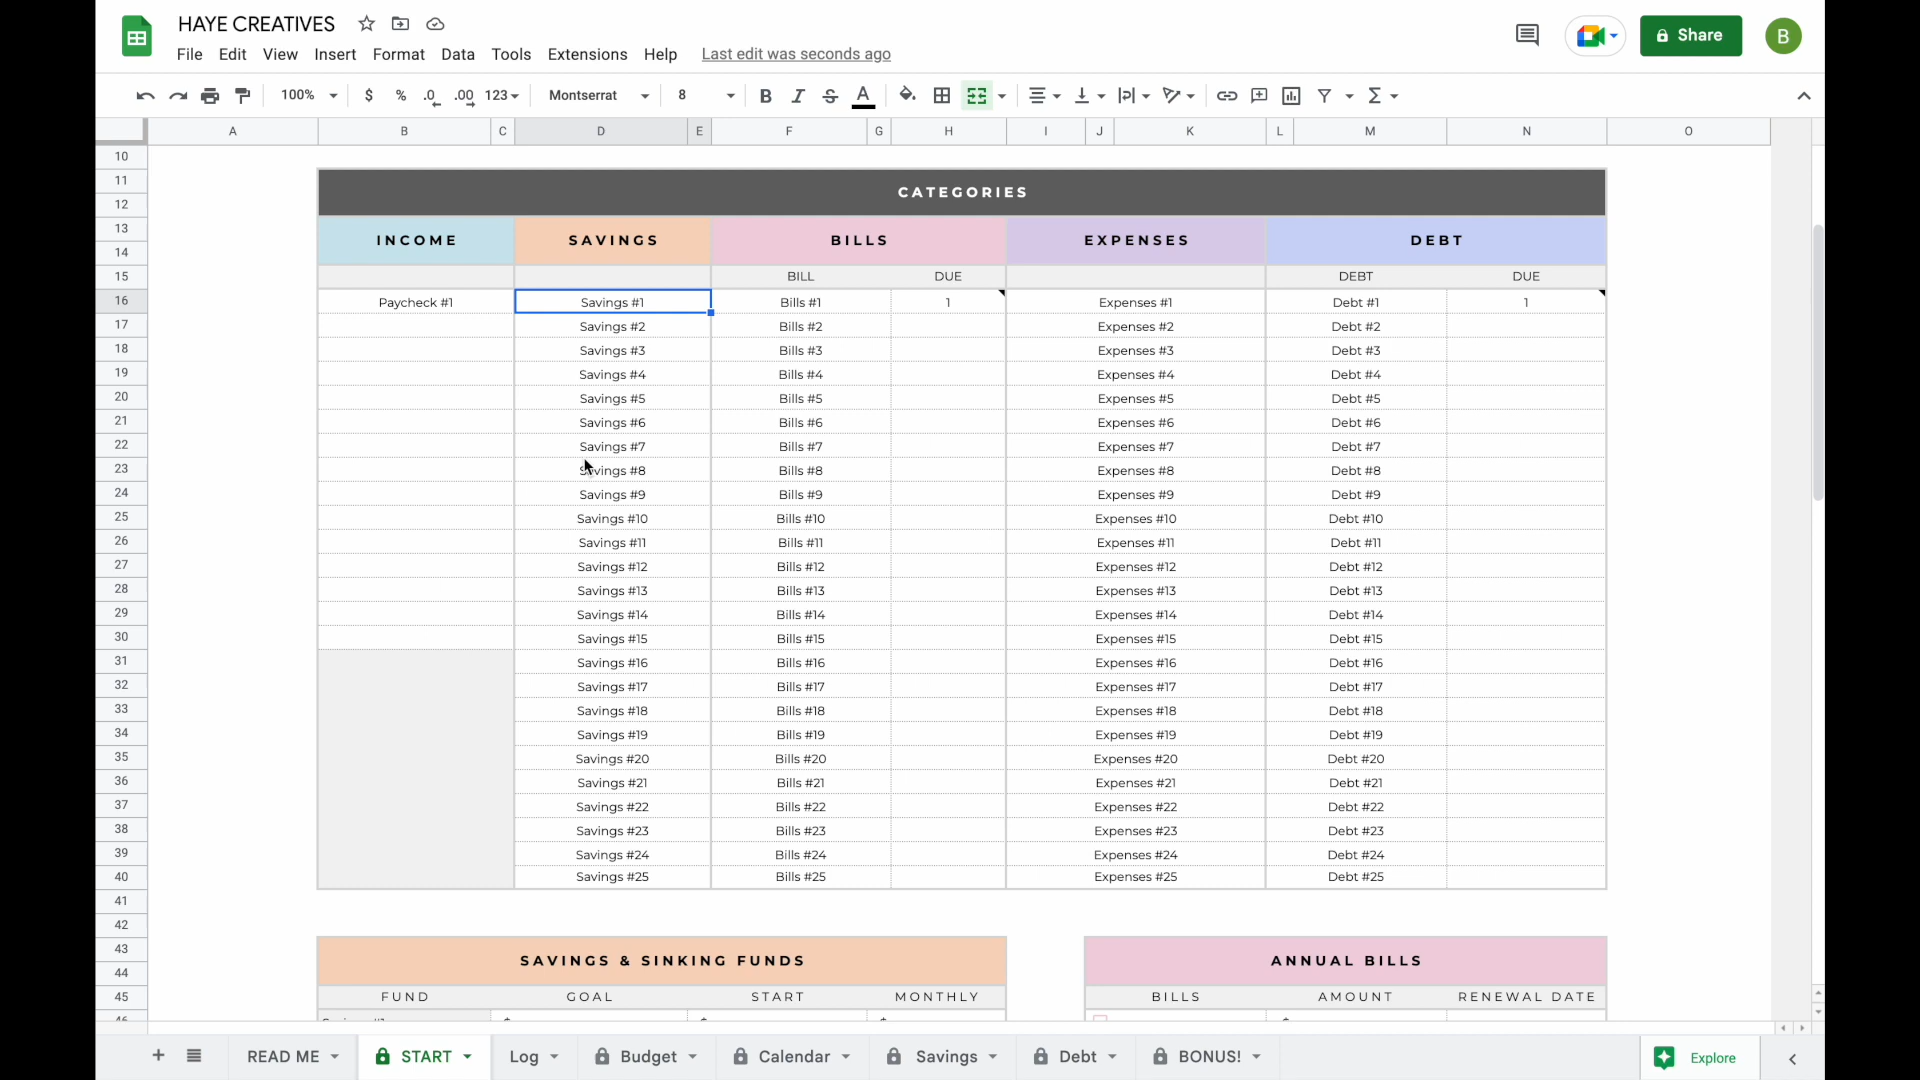 HAYE CREATIVES
File Edit View Insert Format Data Tools Extensions Help Last edit was seconds ago
Share
B
100% $ % .0 .00 123 Montserrat 8 B I S A
A B C D E F G H I J K L M N O
10
11
CATEGORIES
12
13
INCOME SAVINGS BILLS EXPENSES DEBT
14
15 BILL DUE DEBT DUE
16 Paycheck #1 Savings #1 Bills #1 1 Expenses #1 Debt #1 1
17 Savings #2 Bills #2 Expenses #2 Debt #2
18 Savings #3 Bills #3 Expenses #3 Debt #3
19 Savings #4 Bills #4 Expenses #4 Debt #4
20 Savings #5 Bills #5 Expenses #5 Debt #5
21 Savings #6 Bills #6 Expenses #6 Debt #6
22 Savings #7 Bills #7 Expenses #7 Debt #7
23 Savings #8 Bills #8 Expenses #8 Debt #8
24 Savings #9 Bills #9 Expenses #9 Debt #9
25 Savings #10 Bills #10 Expenses #10 Debt #10
26 Savings #11 Bills #11 Expenses #11 Debt #11
27 Savings #12 Bills #12 Expenses #12 Debt #12
28 Savings #13 Bills #13 Expenses #13 Debt #13
29 Savings #14 Bills #14 Expenses #14 Debt #14
30 Savings #15 Bills #15 Expenses #15 Debt #15
31 Savings #16 Bills #16 Expenses #16 Debt #16
32 Savings #17 Bills #17 Expenses #17 Debt #17
33 Savings #18 Bills #18 Expenses #18 Debt #18
34 Savings #19 Bills #19 Expenses #19 Debt #19
35 Savings #20 Bills #20 Expenses #20 Debt #20
36 Savings #21 Bills #21 Expenses #21 Debt #21
37 Savings #22 Bills #22 Expenses #22 Debt #22
38 Savings #23 Bills #23 Expenses #23 Debt #23
39 Savings #24 Bills #24 Expenses #24 Debt #24
40 Savings #25 Bills #25 Expenses #25 Debt #25
41
42
43
SAVINGS & SINKING FUNDS ANNUAL BILLS
44
45 FUND GOAL START MONTHLY BILLS AMOUNT RENEWAL DATE
READ ME START Log Budget Calendar Savings Debt BONUS! Explore